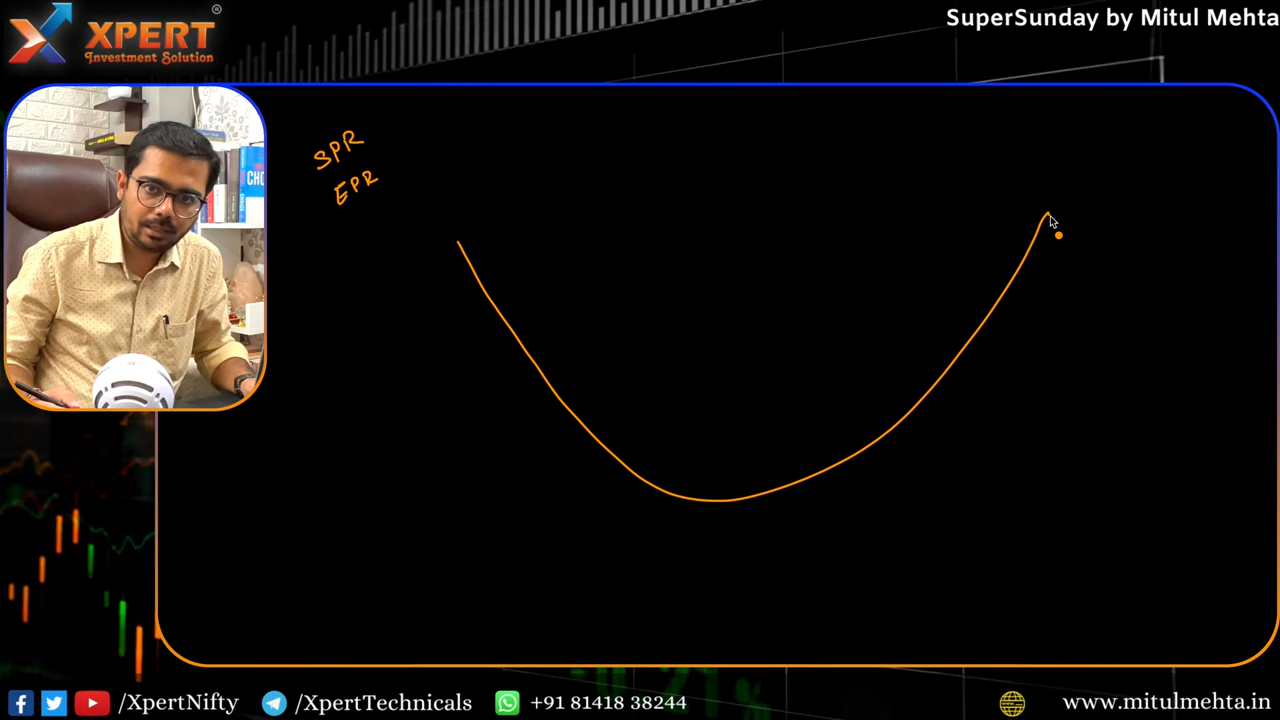 SuperSunday by Mitul Mehta
XPERT®
Investment Solution
SPR
EPR
/XpertNifty
/XpertTechnicals
+91 81418 38244
www.mitulmehta.in